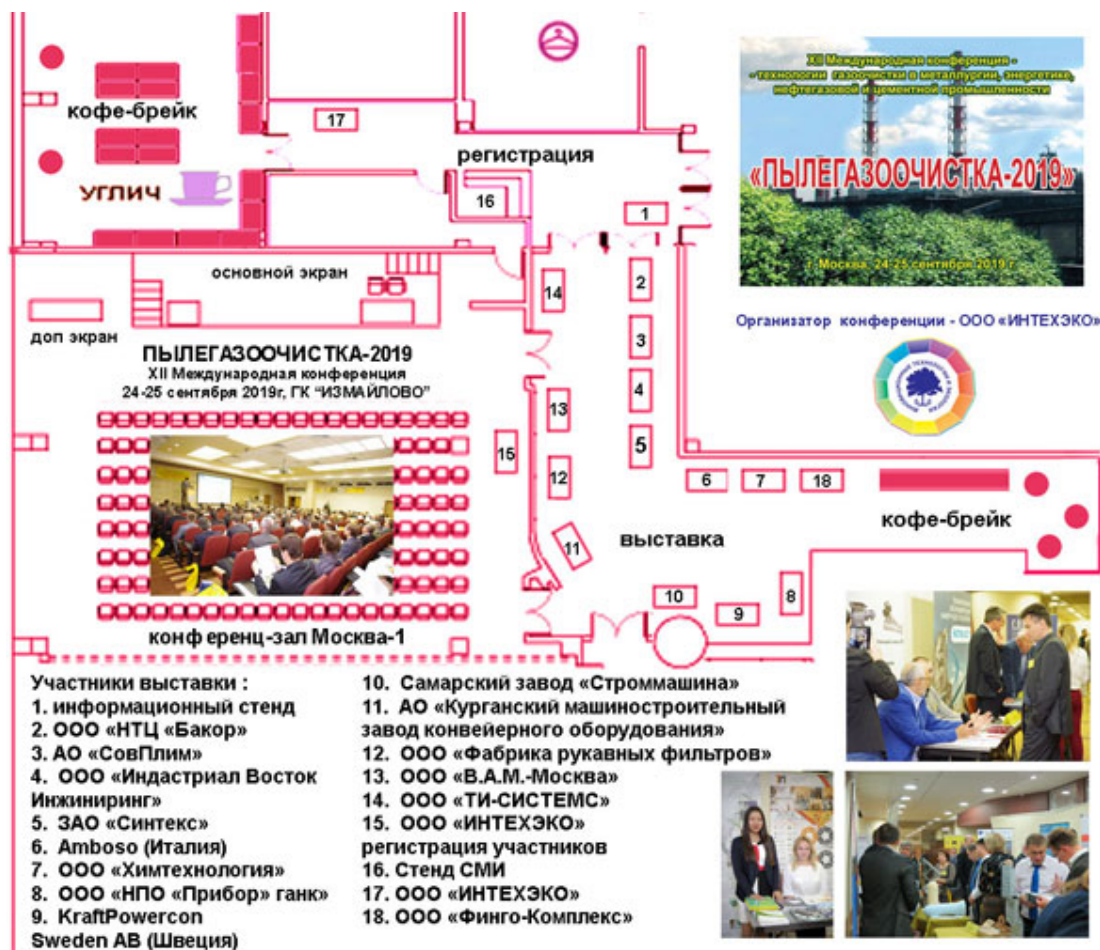 XII Международная конференция -
- технологии газоочистки в металлургии, энергетике,
нефтегазовой и цементной промышленности
«ПЫЛЕГАЗООЧИСТКА-2019»
г. Москва, 24-25 сентября 2019 г.
Организатор конференции - ООО «ИНТЕХЭКО»
кофе-брейк
УГЛИЧ
17
регистрация
16
1
основной экран
доп экран
14
2
3
4
5
13
12
11
15
6
7
18
кофе-брейк
выставка
10
9
8
ПЫЛЕГАЗООЧИСТКА-2019
XII Международная конференция
24-25 сентября 2019г, ГК “ИЗМАЙЛОВО”
конференц-зал Москва-1
Участники выставки :
1. информационный стенд
2. ООО «НТЦ «Бакор»
3. АО «СовПлим»
4. ООО «Индастриал Восток
Инжиниринг»
5. ЗАО «Синтекс»
6. Amboso (Италия)
7. ООО «Химтехнология»
8. ООО «НПО «Прибор» ганк»
9. KraftPowercon
Sweden AB (Швеция)
10. Самарский завод «Строммашина»
11. АО «Курганский машиностроительный
завод конвейерного оборудования»
12. ООО «Фабрика рукавных фильтров»
13. ООО «В.А.М.-Москва»
14. ООО «ТИ-СИСТЕМС»
15. ООО «ИНТЕХЭКО»
регистрация участников
16. Стенд СМИ
17. ООО «ИНТЕХЭКО»
18. ООО «Финго-Комплекс»